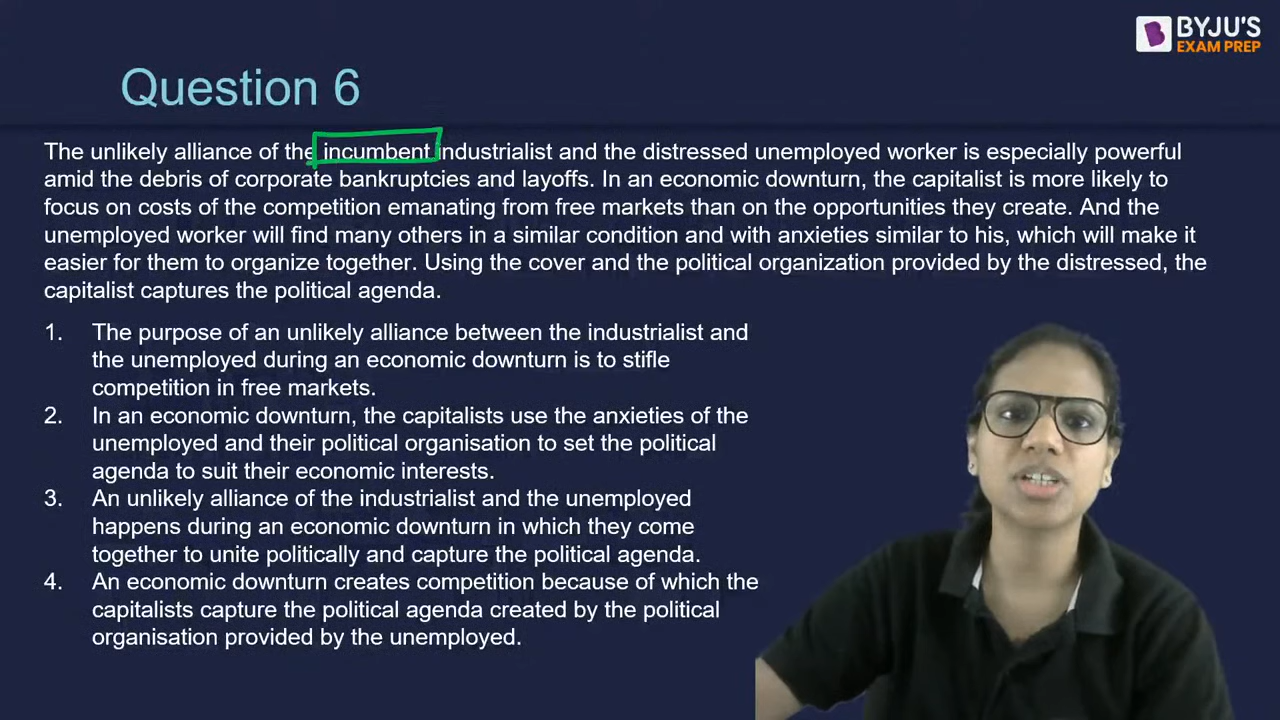 BYJU'S
EXAM PREP
Question 6
The unlikely alliance of the incumbent industrialist and the distressed unemployed worker is especially powerful
amid the debris of corporate bankruptcies and layoffs. In an economic downturn, the capitalist is more likely to
focus on costs of the competition emanating from free markets than on the opportunities they create. And the
unemployed worker will find many others in a similar condition and with anxieties similar to his, which will make it
easier for them to organize together. Using the cover and the political organization provided by the distressed, the
capitalist captures the political agenda.
1. The purpose of an unlikely alliance between the industrialist and
the unemployed during an economic downturn is to stifle
competition in free markets.
2. In an economic downturn, the capitalists use the anxieties of the
unemployed and their political organisation to set the political
agenda to suit their economic interests.
3. An unlikely alliance of the industrialist and the unemployed
happens during an economic downturn in which they come
together to unite politically and capture the political agenda.
4. An economic downturn creates competition because of which the
capitalists capture the political agenda created by the political
organisation provided by the unemployed.